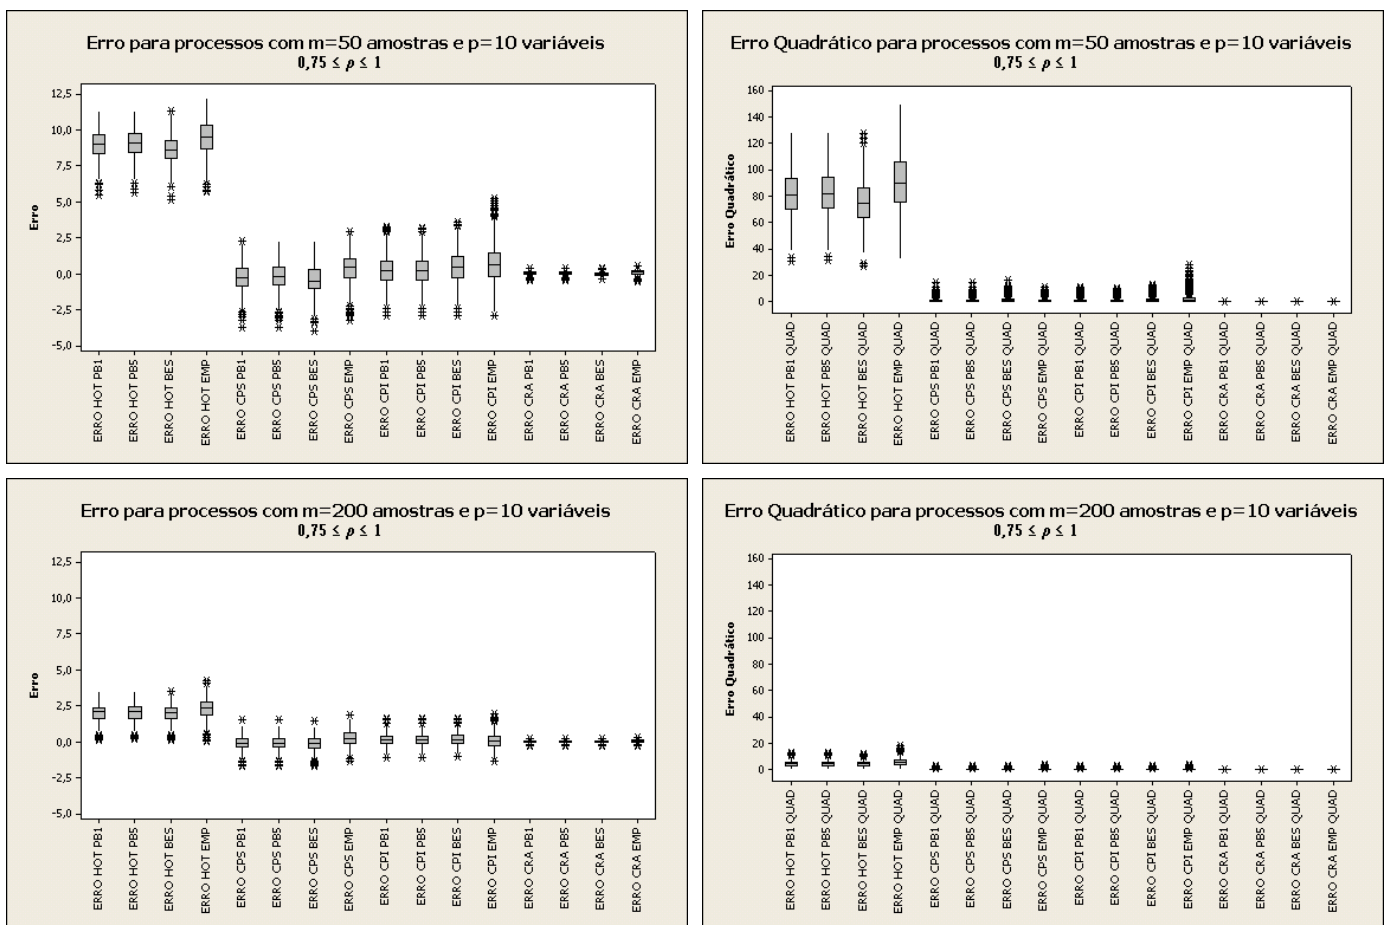 Erro para processos com m=50 amostras e p=10 variáveis
0,75 ≤ ρ ≤ 1
12,5
10,0
7,5
5,0
2,5
0,0
-2,5
-5,0
Erro
ERRO HOT PB1
ERRO HOT PB5
ERRO HOT BES
ERRO HOT EMP
ERRO CPS PB1
ERRO CPS PB5
ERRO CPS BES
ERRO CPS EMP
ERRO CPI PB1
ERRO CPI PB5
ERRO CPI BES
ERRO CPI EMP
ERRO CRA PB1
ERRO CRA PB5
ERRO CRA BES
ERRO CRA EMP
Erro Quadrático para processos com m=50 amostras e p=10 variáveis
0,75 ≤ ρ ≤ 1
160
140
120
100
80
60
40
20
0
Erro Quadrático
ERRO HOT PB1 QUAD
ERRO HOT PB5 QUAD
ERRO HOT BES QUAD
ERRO HOT EMP QUAD
ERRO CPS PB1 QUAD
ERRO CPS PB5 QUAD
ERRO CPS BES QUAD
ERRO CPS EMP QUAD
ERRO CPI PB1 QUAD
ERRO CPI PB5 QUAD
ERRO CPI BES QUAD
ERRO CPI EMP QUAD
ERRO CRA PB1 QUAD
ERRO CRA PB5 QUAD
ERRO CRA BES QUAD
ERRO CRA EMP QUAD
Erro para processos com m=200 amostras e p=10 variáveis
0,75 ≤ ρ ≤ 1
12,5
10,0
7,5
5,0
2,5
0,0
-2,5
-5,0
Erro
ERRO HOT PB1
ERRO HOT PB5
ERRO HOT BES
ERRO HOT EMP
ERRO CPS PB1
ERRO CPS PB5
ERRO CPS BES
ERRO CPS EMP
ERRO CPI PB1
ERRO CPI PB5
ERRO CPI BES
ERRO CPI EMP
ERRO CRA PB1
ERRO CRA PB5
ERRO CRA BES
ERRO CRA EMP
Erro Quadrático para processos com m=200 amostras e p=10 variáveis
0,75 ≤ ρ ≤ 1
160
140
120
100
80
60
40
20
0
Erro Quadrático
ERRO HOT PB1 QUAD
ERRO HOT PB5 QUAD
ERRO HOT BES QUAD
ERRO HOT EMP QUAD
ERRO CPS PB1 QUAD
ERRO CPS PB5 QUAD
ERRO CPS BES QUAD
ERRO CPS EMP QUAD
ERRO CPI PB1 QUAD
ERRO CPI PB5 QUAD
ERRO CPI BES QUAD
ERRO CPI EMP QUAD
ERRO CRA PB1 QUAD
ERRO CRA PB5 QUAD
ERRO CRA BES QUAD
ERRO CRA EMP QUAD